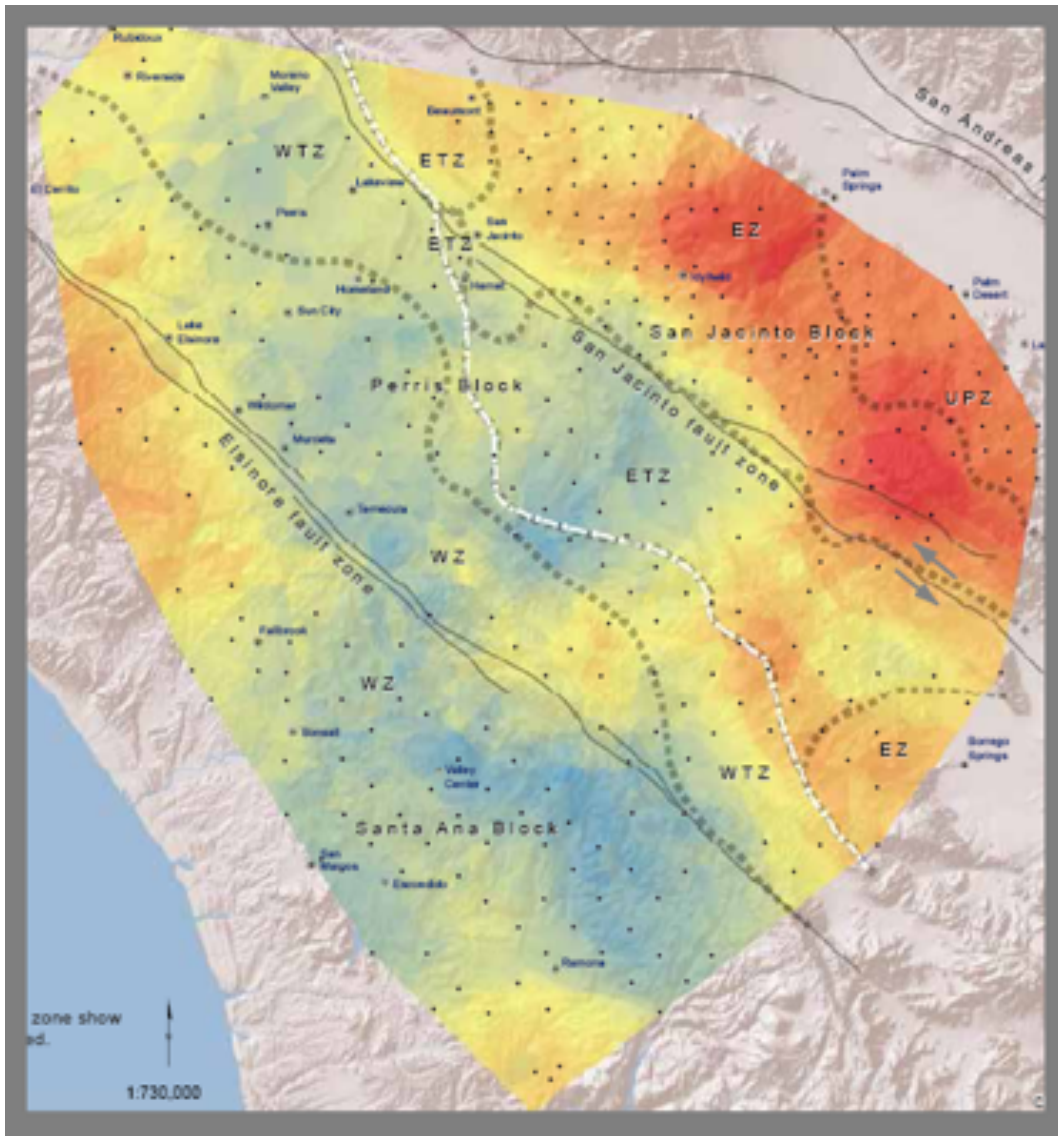 Rubidoux
Riverside
Moreno
Valley
Beaumont
San Andreas
WTZ
ETZ
Lakeview
El Cerrito
Palm
Springs
Perris
San
Jacinto
EZ
ETZ
Homeland
Hemet
Idyllwild
Palm
Desert
Sun City
Lake
Elsinore
San Jacinto Block
San Jacinto fault zone
Perris Block
UPZ
Wildomar
Murrieta
Elsinore fault zone
ETZ
Temecula
WZ
Fallbrook
WZ
Bonsall
EZ
Borrego
Springs
Valley
Center
WTZ
Santa Ana Block
San
Marcos
Escondido
Ramona
zone show
ed.
1:730,000